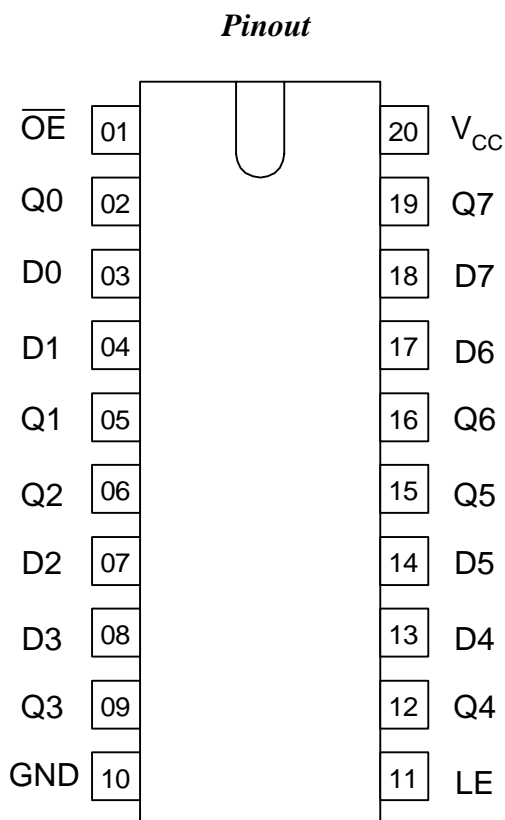 Pinout
OE 01 20 VCC
Q0 02 19 Q7
D0 03 18 D7
D1 04 17 D6
Q1 05 16 Q6
Q2 06 15 Q5
D2 07 14 D5
D3 08 13 D4
Q3 09 12 Q4
GND 10 11 LE